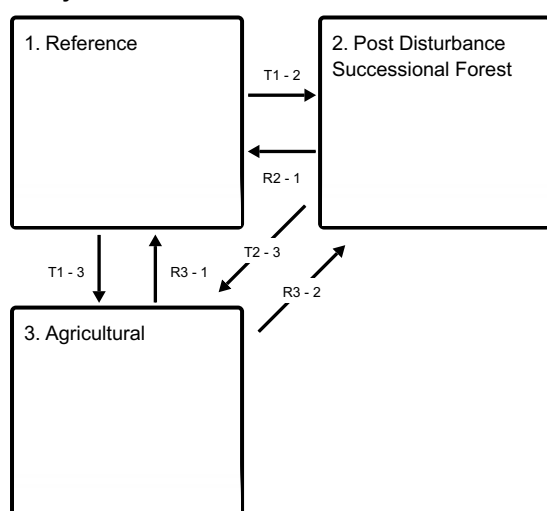 1. Reference
2. Post Disturbance
Successional Forest
T1 - 2
R2 - 1
T1 - 3
R3 - 1
T2 - 3
R3 - 2
3. Agricultural